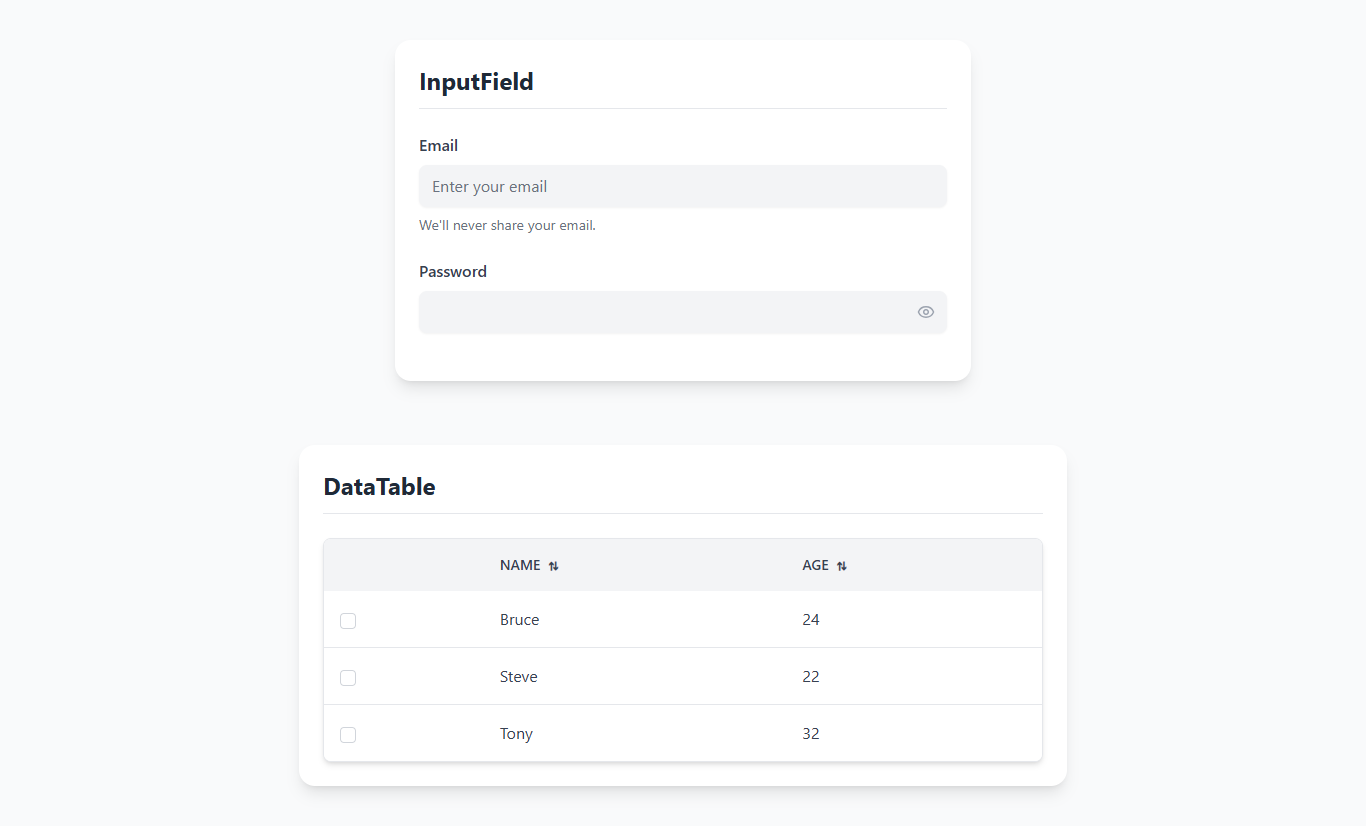 InputField
Email
Enter your email
We'll never share your email.
Password
DataTable
NAME AGE
Bruce 24
Steve 22
Tony 32